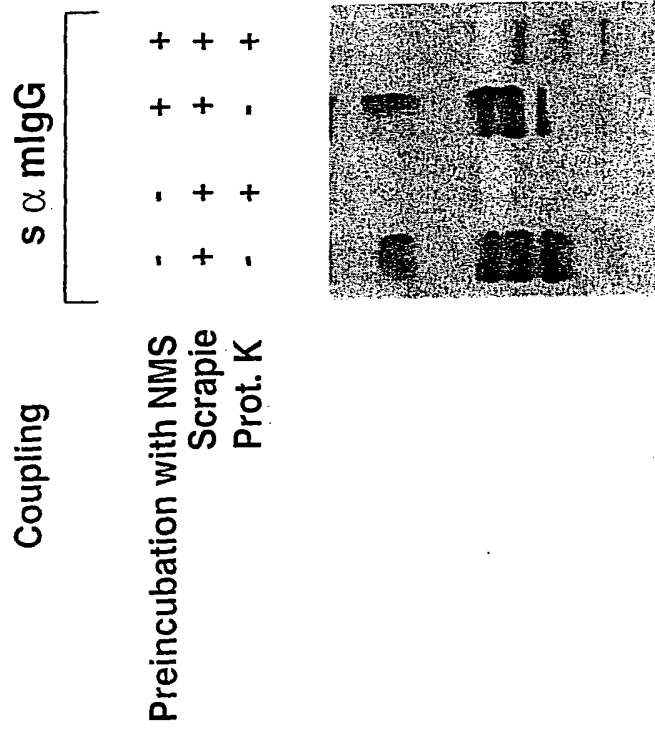 Coupling s α mIgG
Preincubation with NMS - - + +
Scrapie + + + +
Prot. K - + - +